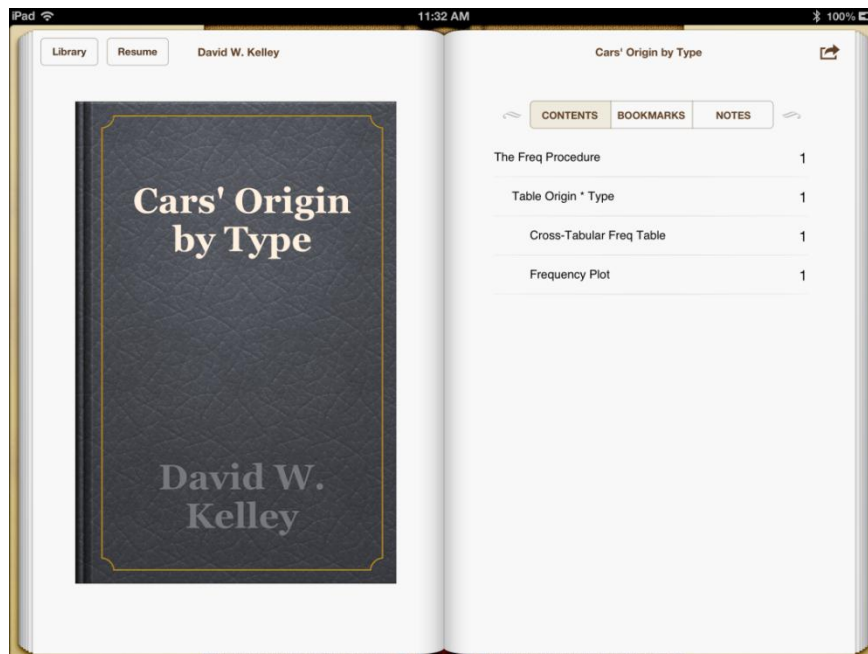 iPad 11:32 AM 100%
Library Resume David W. Kelley
Cars' Origin
by Type
David W.
Kelley
Cars' Origin by Type
CONTENTS BOOKMARKS NOTES
The Freq Procedure 1
Table Origin * Type 1
Cross-Tabular Freq Table 1
Frequency Plot 1